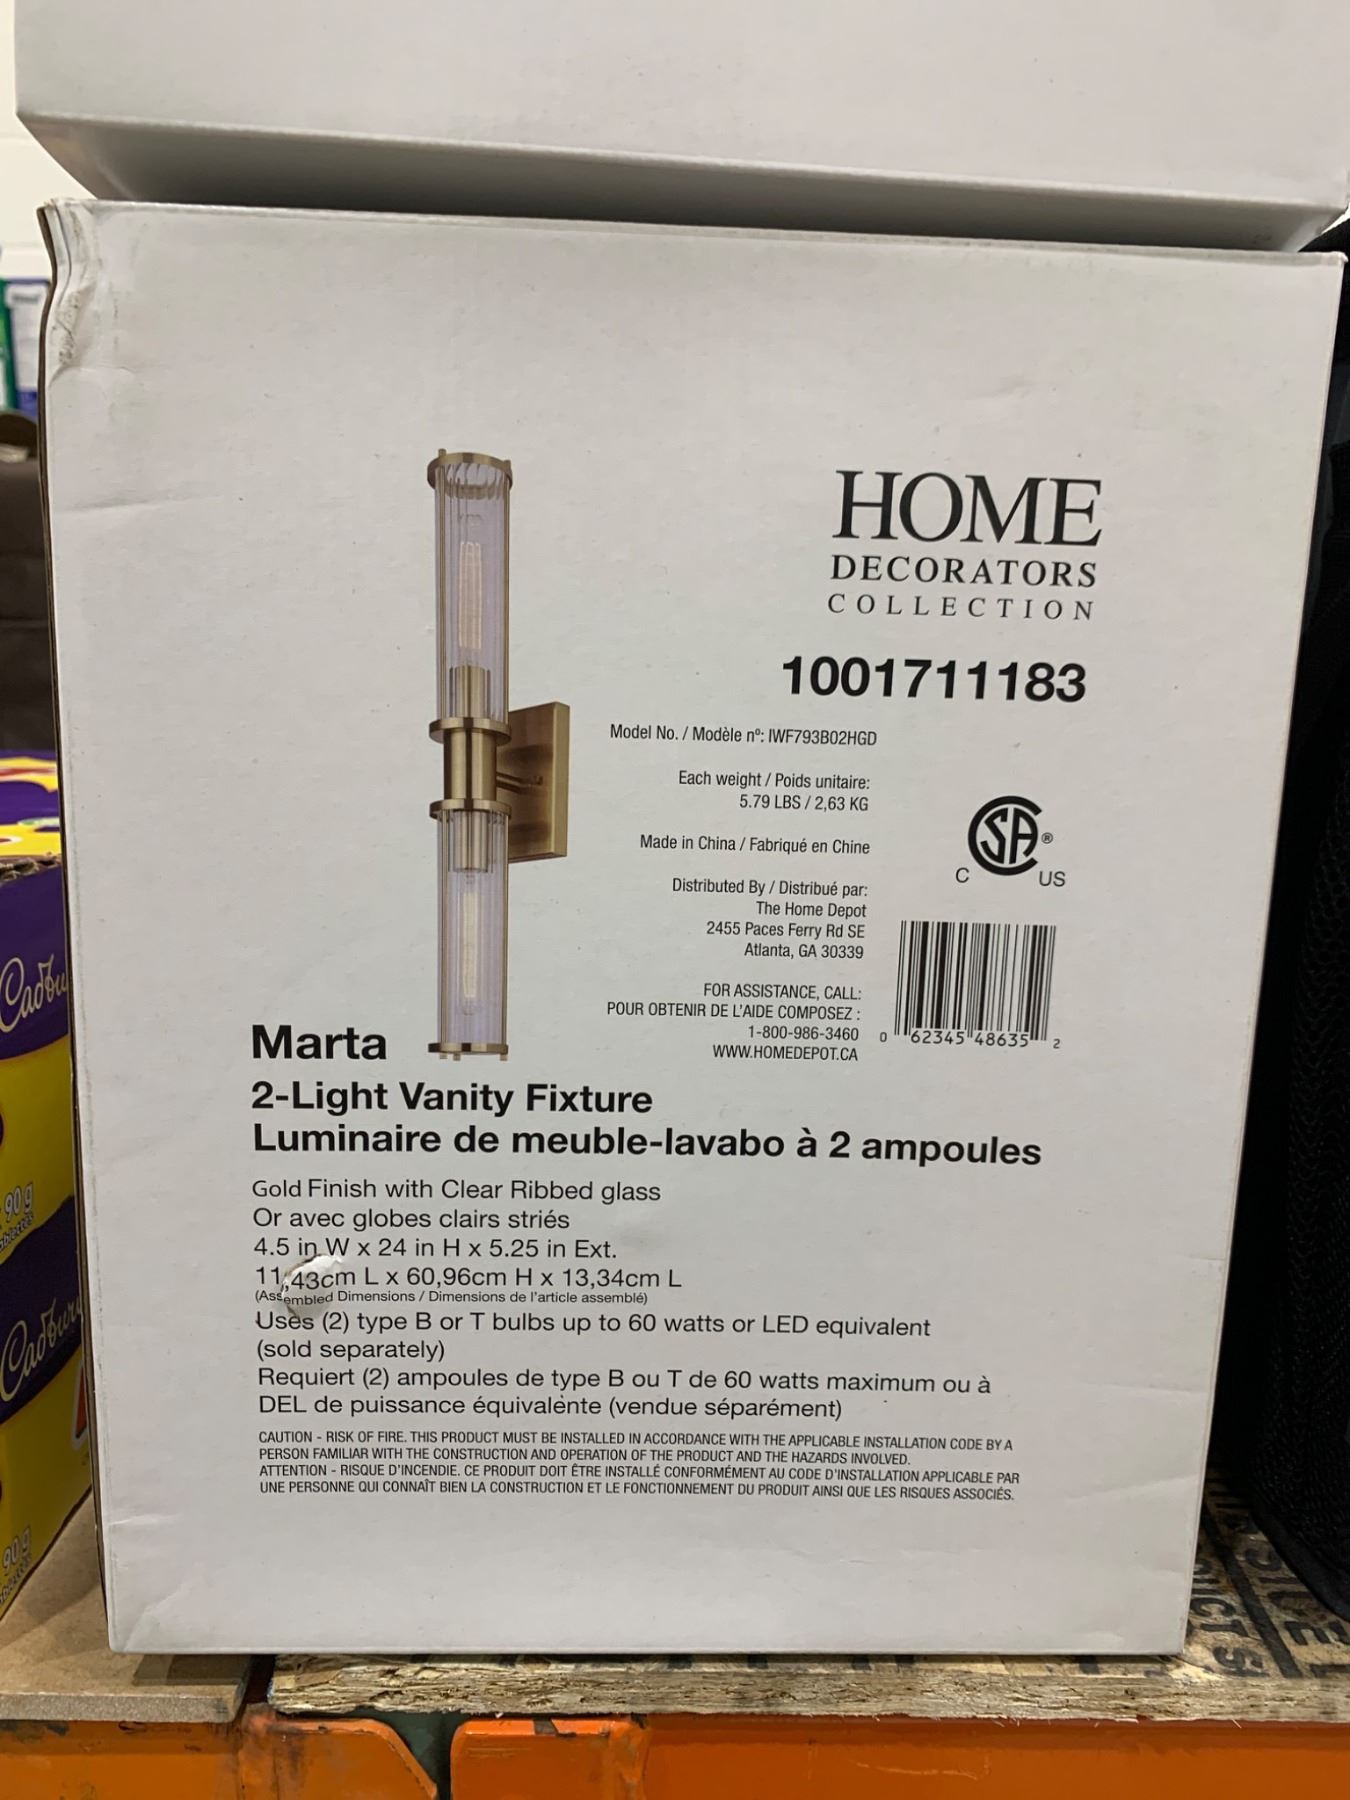 HOME
DECORATORS
COLLECTION
1001711183
Model No. / Modèle nº: IWF793B02HGD
Each weight / Poids unitaire:
5.79 LBS / 2,63 KG
Made in China / Fabriqué en Chine
Distributed By / Distribué par:
The Home Depot
2455 Paces Ferry Rd SE
Atlanta, GA 30339
FOR ASSISTANCE, CALL:
POUR OBTENIR DE L'AIDE COMPOSEZ :
1-800-986-3460
WWW.HOMEDEPOT.CA
CSA®
C US
0 62345 48635 2
Marta
2-Light Vanity Fixture
Luminaire de meuble-lavabo à 2 ampoules
Gold Finish with Clear Ribbed glass
Or avec globes clairs striés
4.5 in W x 24 in H x 5.25 in Ext.
11,43cm L x 60,96cm H x 13,34cm L
(Assembled Dimensions / Dimensions de l'article assemblé)
Uses (2) type B or T bulbs up to 60 watts or LED equivalent
(sold separately)
Requiert (2) ampoules de type B ou T de 60 watts maximum ou à
DEL de puissance équivalente (vendue séparément)
CAUTION - RISK OF FIRE. THIS PRODUCT MUST BE INSTALLED IN ACCORDANCE WITH THE APPLICABLE INSTALLATION CODE BY A
PERSON FAMILIAR WITH THE CONSTRUCTION AND OPERATION OF THE PRODUCT AND THE HAZARDS INVOLVED.
ATTENTION - RISQUE D'INCENDIE. CE PRODUIT DOIT ÊTRE INSTALLÉ CONFORMÉMENT AU CODE D'INSTALLATION APPLICABLE PAR
UNE PERSONNE QUI CONNAÎT BIEN LA CONSTRUCTION ET LE FONCTIONNEMENT DU PRODUIT AINSI QUE LES RISQUES ASSOCIÉS.
90 g
90 g